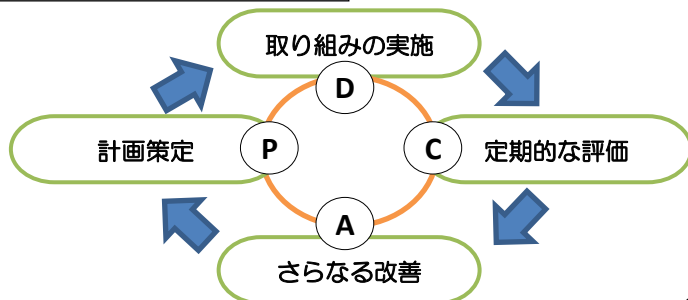 取り組みの実施
D
計画策定
P
C
定期的な評価
A
さらなる改善